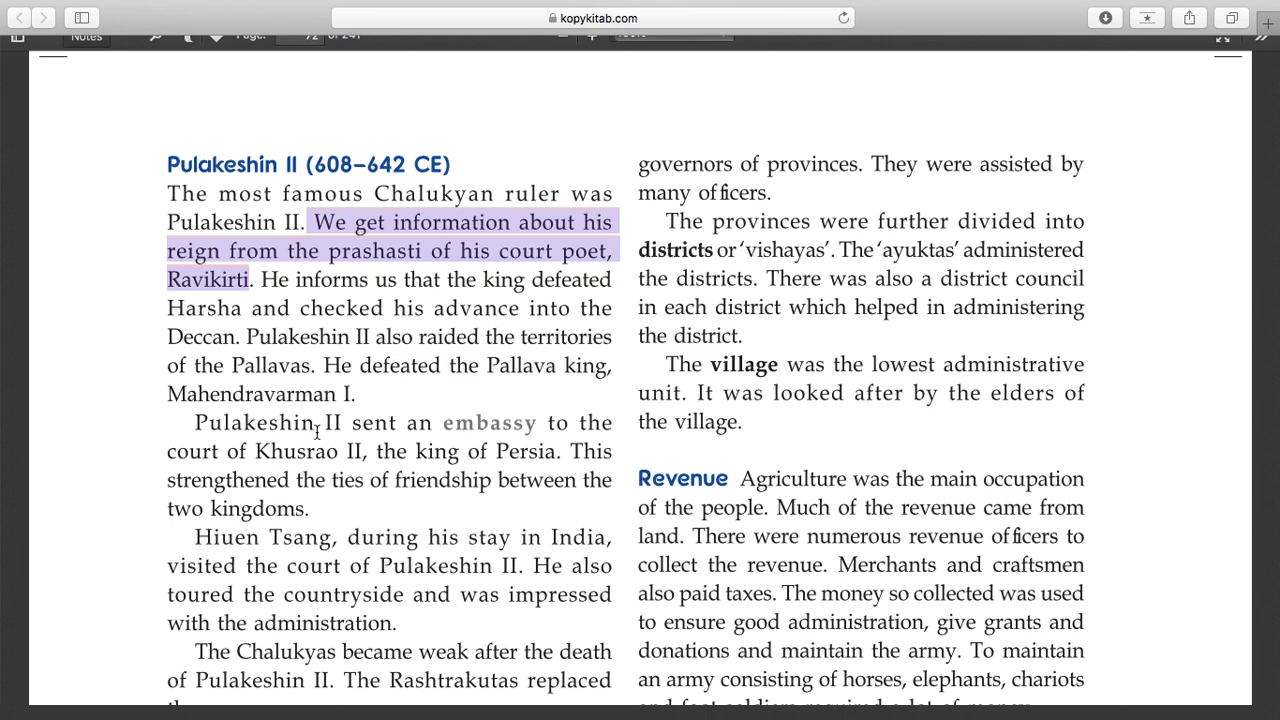 kopykitab.com
Notes
Page:
72 of 241
Pulakeshin II (608–642 CE)
The most famous Chalukyan ruler was
Pulakeshin II. We get information about his
reign from the prashasti of his court poet,
Ravikirti. He informs us that the king defeated
Harsha and checked his advance into the
Deccan. Pulakeshin II also raided the territories
of the Pallavas. He defeated the Pallava king,
Mahendravarman I.
Pulakeshin II sent an embassy to the
court of Khusrao II, the king of Persia. This
strengthened the ties of friendship between the
two kingdoms.
Hiuen Tsang, during his stay in India,
visited the court of Pulakeshin II. He also
toured the countryside and was impressed
with the administration.
The Chalukyas became weak after the death
of Pulakeshin II. The Rashtrakutas replaced
governors of provinces. They were assisted by
many officers.
The provinces were further divided into
districts or ‘vishayas’. The ‘ayuktas’ administered
the districts. There was also a district council
in each district which helped in administering
the district.
The village was the lowest administrative
unit. It was looked after by the elders of
the village.
Revenue Agriculture was the main occupation
of the people. Much of the revenue came from
land. There were numerous revenue officers to
collect the revenue. Merchants and craftsmen
also paid taxes. The money so collected was used
to ensure good administration, give grants and
donations and maintain the army. To maintain
an army consisting of horses, elephants, chariots
and foot soldiers required a lot of money.